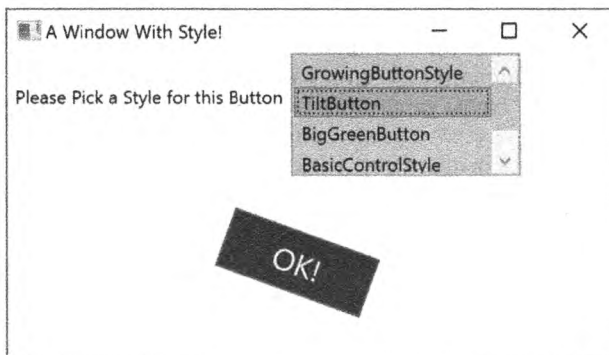 A Window With Style!
Please Pick a Style for this Button
GrowingButtonStyle
TiltButton
BigGreenButton
BasicControlStyle
OK!